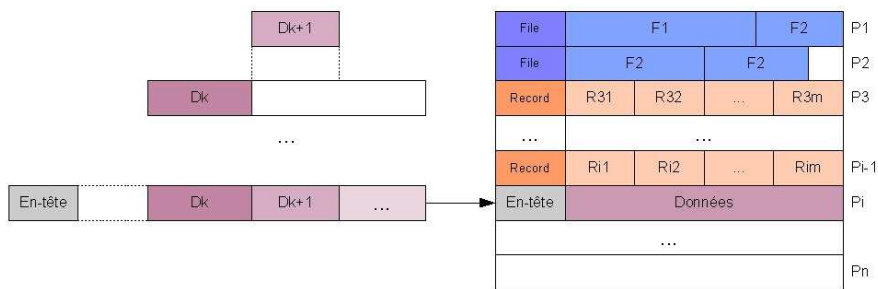 Dk+1
Dk
...
En-tête Dk Dk+1 ...
File F1 F2 P1
File F2 F2 P2
Record R31 R32 ... R3m P3
... ...
Record Ri1 Ri2 ... Rim Pi-1
En-tête Données Pi
...
Pn